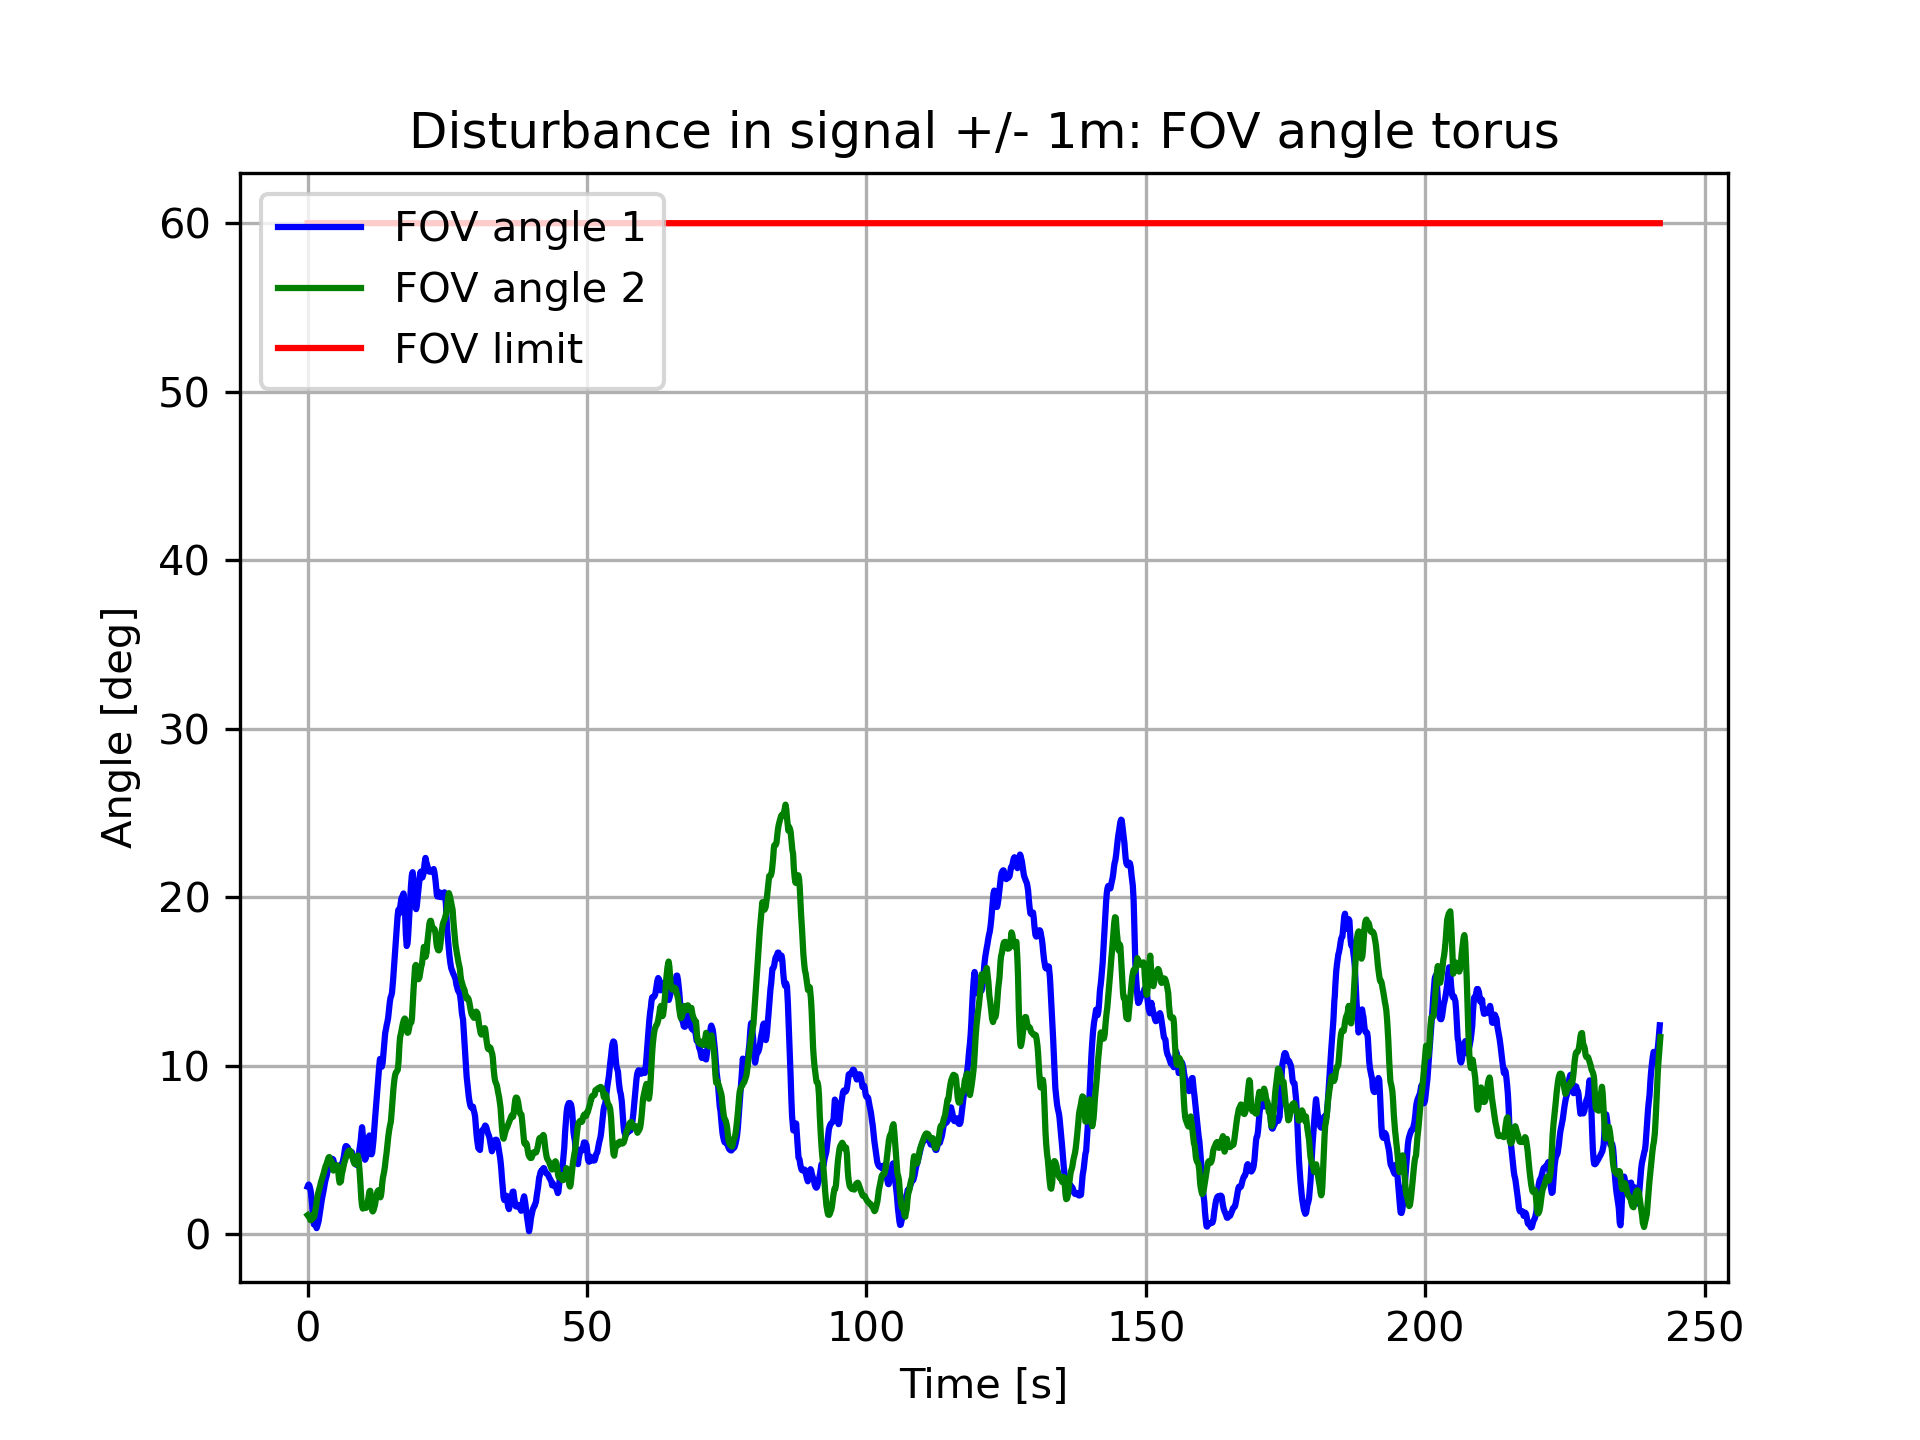 Disturbance in signal +/- 1m: FOV angle torus
FOV angle 1
FOV angle 2
FOV limit
60
50
40
30
20
10
0
Angle [deg]
0 50 100 150 200 250
Time [s]